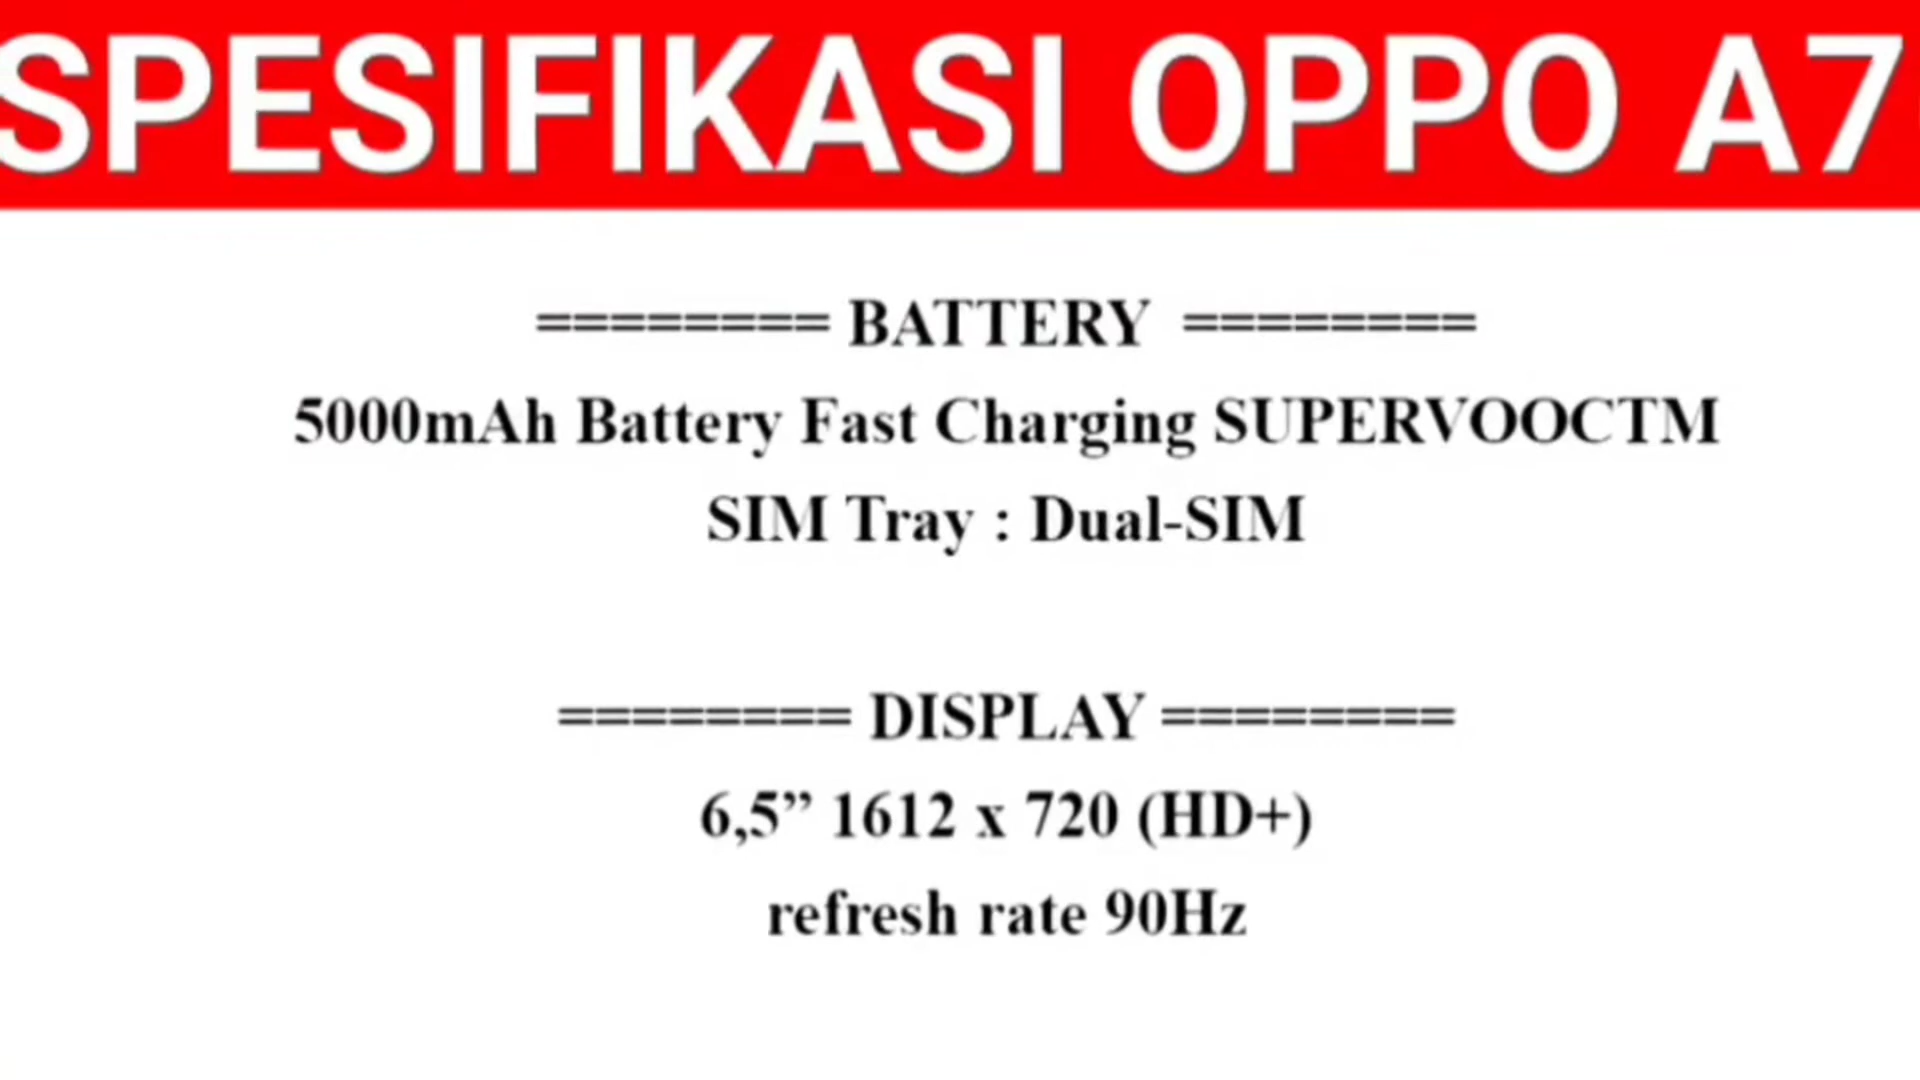 SPESIFIKASI OPPO A7
======== BATTERY ========
5000mAh Battery Fast Charging SUPERVOOCTM
SIM Tray : Dual-SIM
======== DISPLAY ========
6,5” 1612 x 720 (HD+)
refresh rate 90Hz